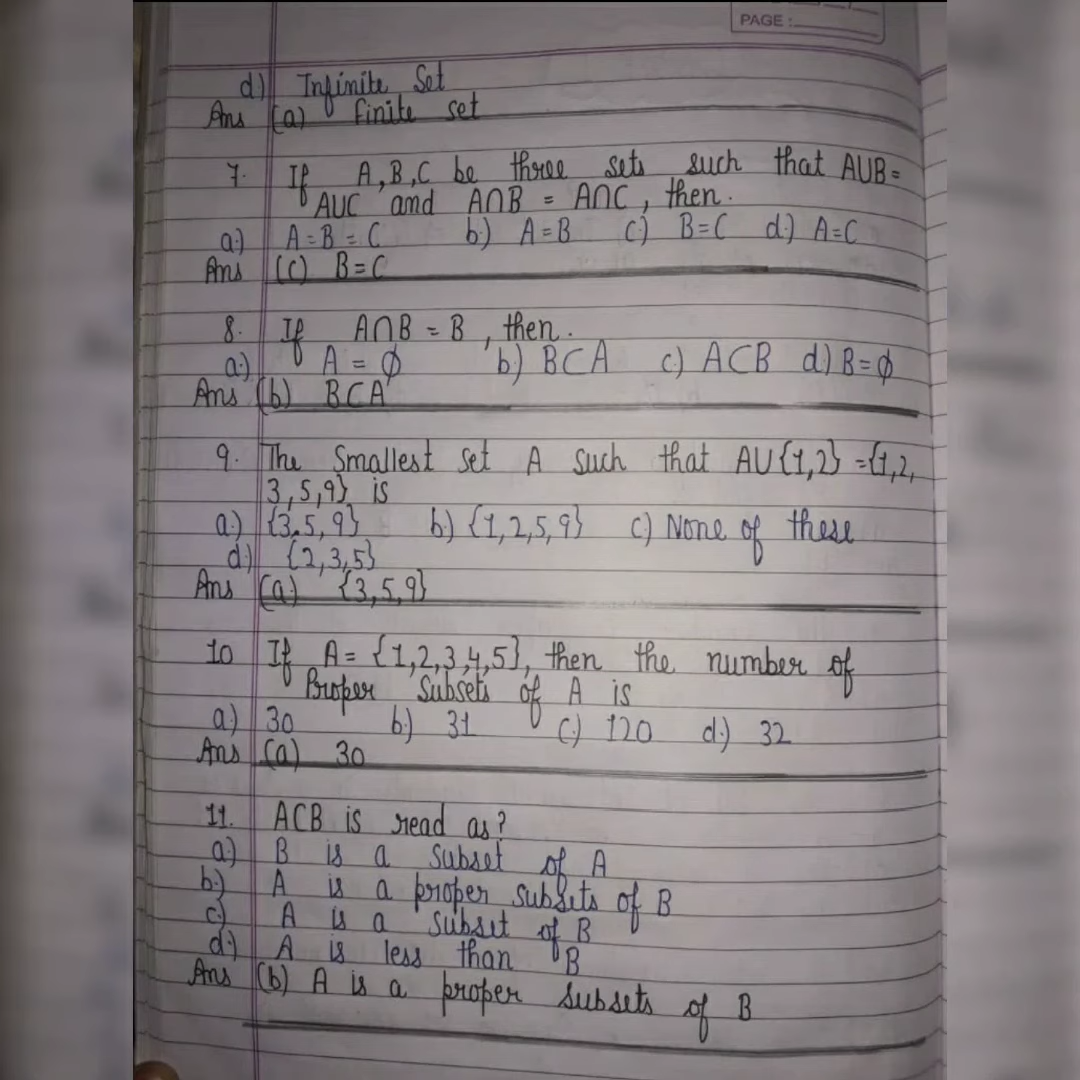 PAGE :
d) Infinite Set
Ans (a) finite set
7. If A,B,C be three sets such that AUB=
AUC and A∩B = A∩C, then.
a.) A=B=C b.) A=B c.) B=C d.) A=C
Ans (c) B=C
8. If A∩B = B, then.
a.) A = ϕ b.) B⊂A c.) A⊂B d.) B=ϕ
Ans (b) B⊂A
9. The Smallest set A such that AU{1,2} ={1,2,
3,5,9} is
a.) {3,5,9} b.) {1,2,5,9} c.) None of these
d.) {2,3,5}
Ans (a.) {3,5,9}
10 If A= {1,2,3,4,5}, then the number of
Proper Subsets of A is
a.) 30 b.) 31 c.) 120 d.) 32
Ans (a) 30
11. A⊂B is read as?
a.) B is a subset of A
b.) A is a proper subsets of B
c.) A is a subset of B
d.) A is less than B
Ans (b) A is a proper subsets of B